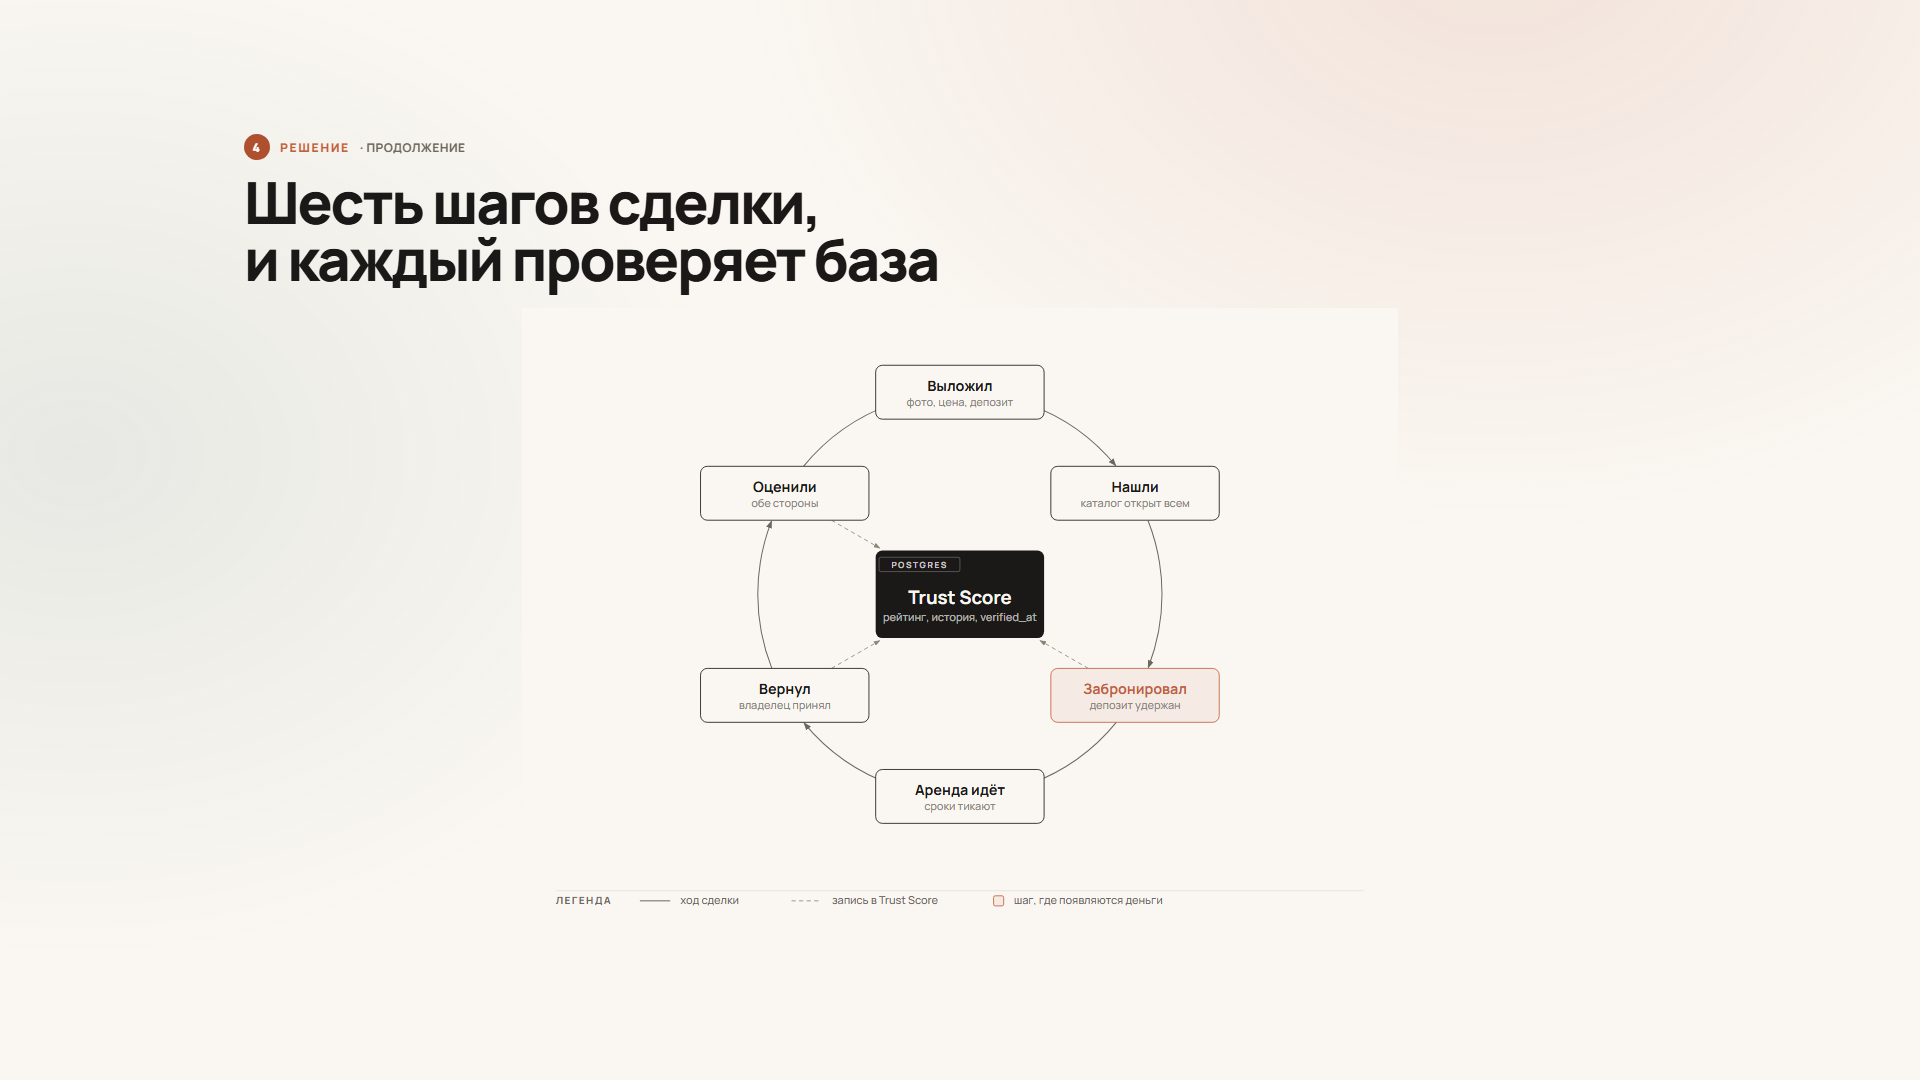 4 РЕШЕНИЕ · ПРОДОЛЖЕНИЕ
Шесть шагов сделки,
и каждый проверяет база
Выложил
фото, цена, депозит
Оценили
обе стороны
Нашли
каталог открыт всем
POSTGRES
Trust Score
рейтинг, история, verified_at
Вернул
владелец принял
Забронировал
депозит удержан
Аренда идёт
сроки тикают
ЛЕГЕНДА ход сделки запись в Trust Score шаг, где появляются деньги